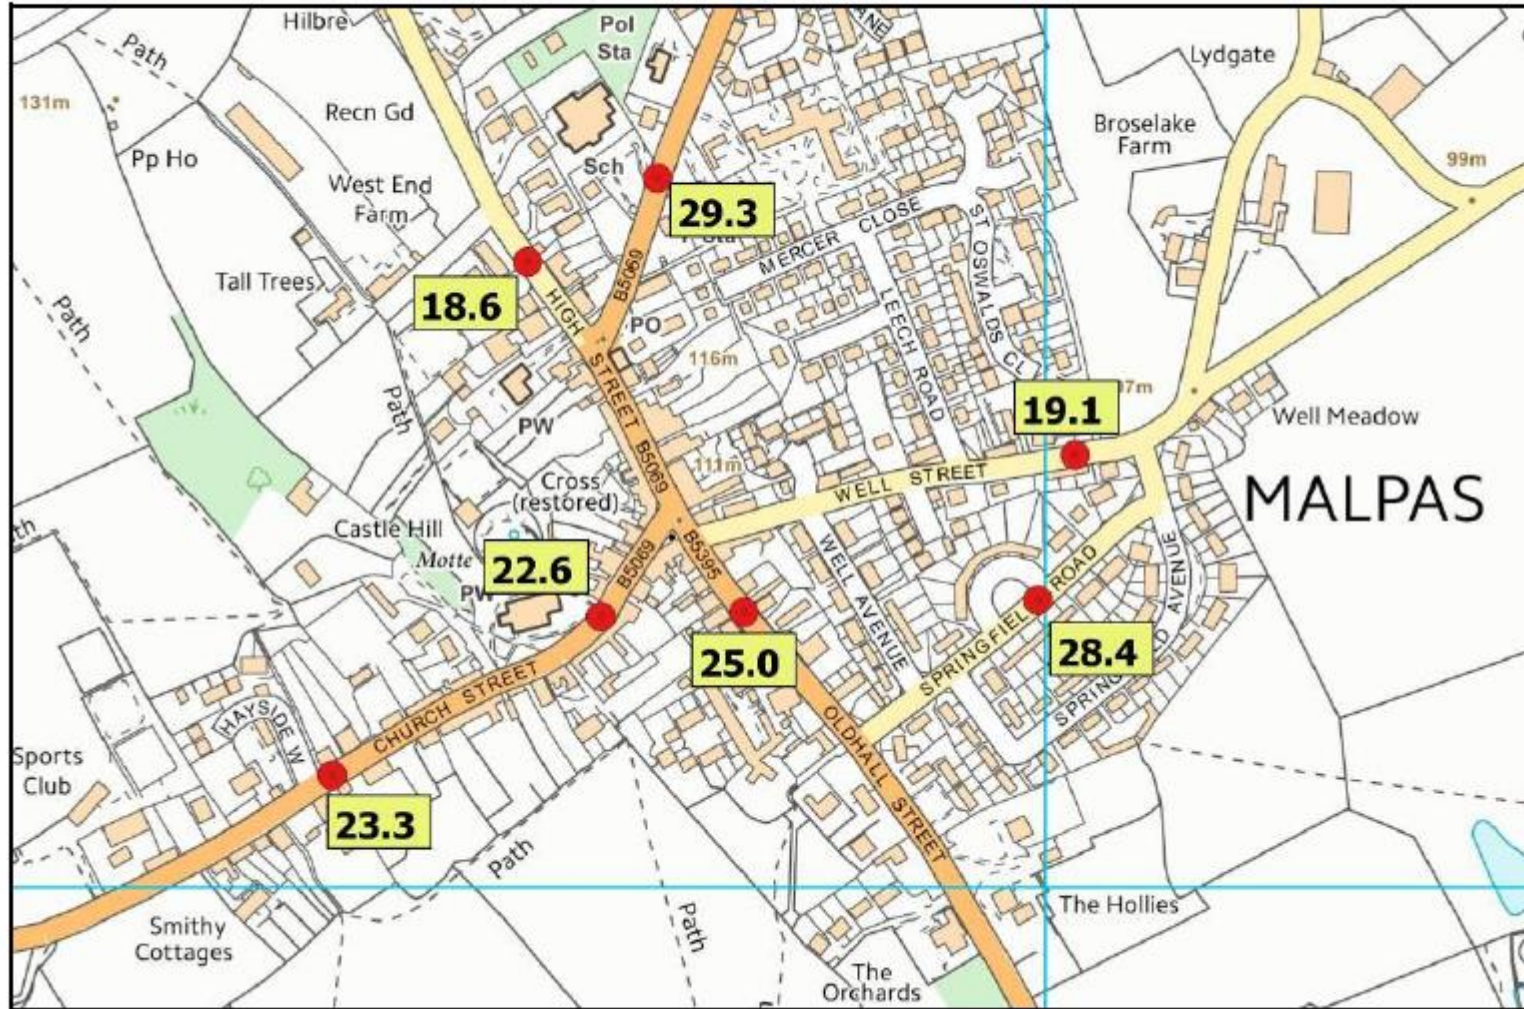 Hilbre
Pol
Sta
Path
131m
Recn Gd
Pp Ho
Sch
West End
Farm
29.3
MERCER CLOSE
ST OSWALDS CL
LEECH ROAD
Lydgate
Broselake
Farm
99m
Tall Trees
18.6
HIGH STREET
B5069
PO
116m
Path
Path
PW
B5069
111m
19.1
Well Meadow
WELL STREET
MALPAS
Cross
(restored)
Castle Hill
Motte
22.6
B5069
B5395
WELL AVENUE
25.0
SPRINGFIELD ROAD
28.4
AVENUE
CHURCH STREET
HAYSIDE W
OLDHALL STREET
Sports
Club
23.3
Path
Path
Smithy
Cottages
The Hollies
The
Orchards